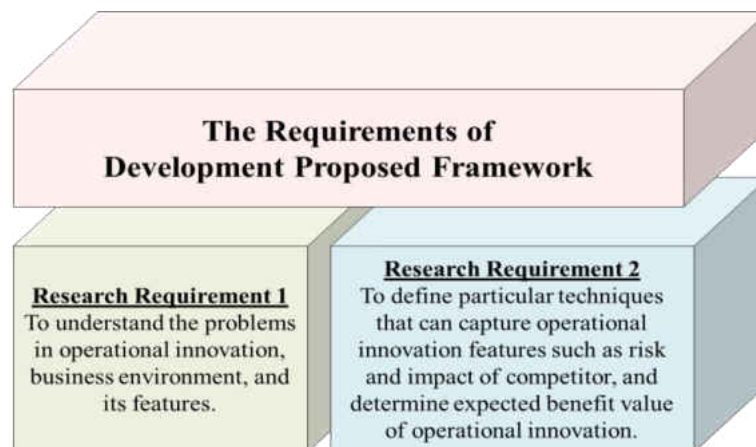 The Requirements of
Development Proposed Framework
Research Requirement 1
To understand the problems
in operational innovation,
business environment, and
its features.
Research Requirement 2
To define particular techniques
that can capture operational
innovation features such as risk
and impact of competitor, and
determine expected benefit value
of operational innovation.